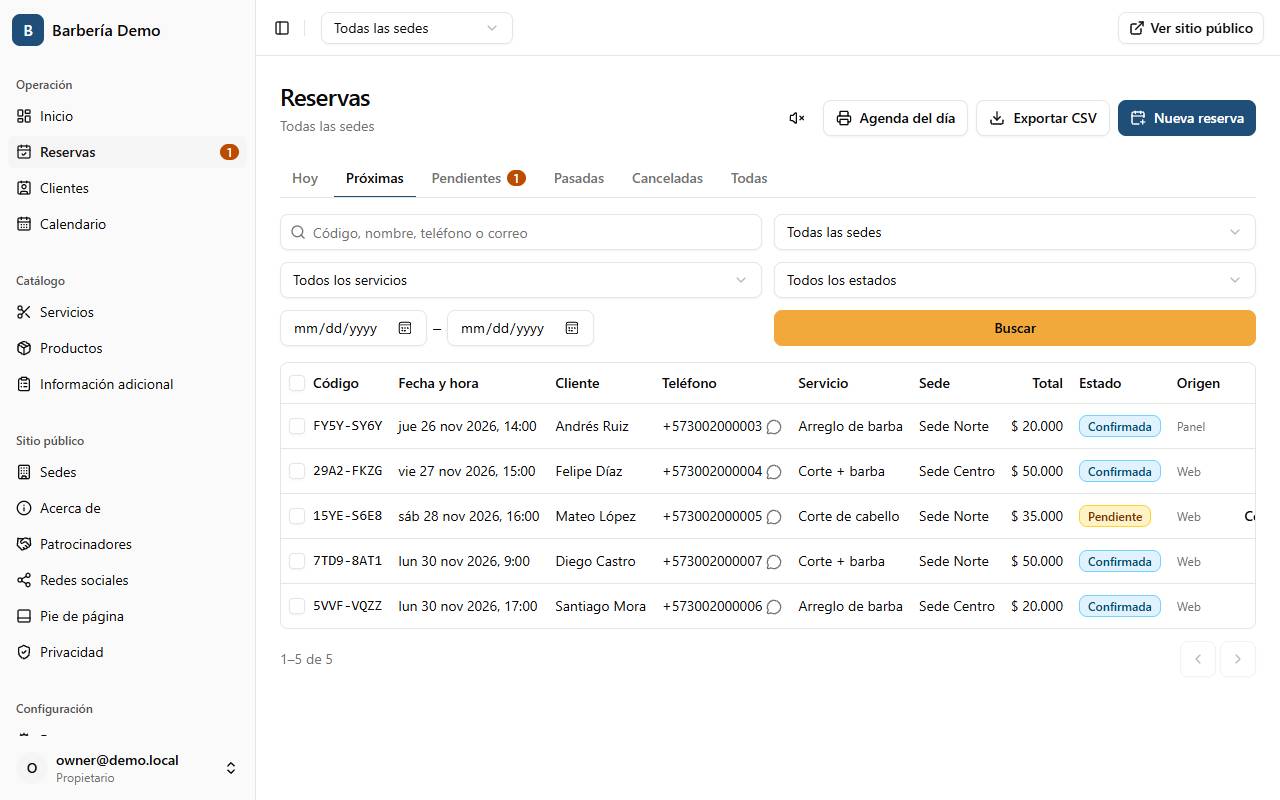 B Barbería Demo
Todas las sedes
Ver sitio público
Operación
Inicio
Reservas 1
Clientes
Calendario
Catálogo
Servicios
Productos
Información adicional
Sitio público
Sedes
Acerca de
Patrocinadores
Redes sociales
Pie de página
Privacidad
Configuración
O owner@demo.local
Propietario
Reservas
Todas las sedes
Agenda del día
Exportar CSV
Nueva reserva
Hoy Próximas Pendientes 1 Pasadas Canceladas Todas
Código, nombre, teléfono o correo
Todas las sedes
Todos los servicios
Todos los estados
mm/dd/yyyy – mm/dd/yyyy
Buscar
Código Fecha y hora Cliente Teléfono Servicio Sede Total Estado Origen
FY5Y-SY6Y jue 26 nov 2026, 14:00 Andrés Ruiz +573002000003 Arreglo de barba Sede Norte $ 20.000 Confirmada Panel
29A2-FKZG vie 27 nov 2026, 15:00 Felipe Díaz +573002000004 Corte + barba Sede Centro $ 50.000 Confirmada Web
15YE-S6E8 sáb 28 nov 2026, 16:00 Mateo López +573002000005 Corte de cabello Sede Norte $ 35.000 Pendiente Web
7TD9-8AT1 lun 30 nov 2026, 9:00 Diego Castro +573002000007 Corte + barba Sede Norte $ 50.000 Confirmada Web
5VVF-VQZZ lun 30 nov 2026, 17:00 Santiago Mora +573002000006 Arreglo de barba Sede Centro $ 20.000 Confirmada Web
1–5 de 5